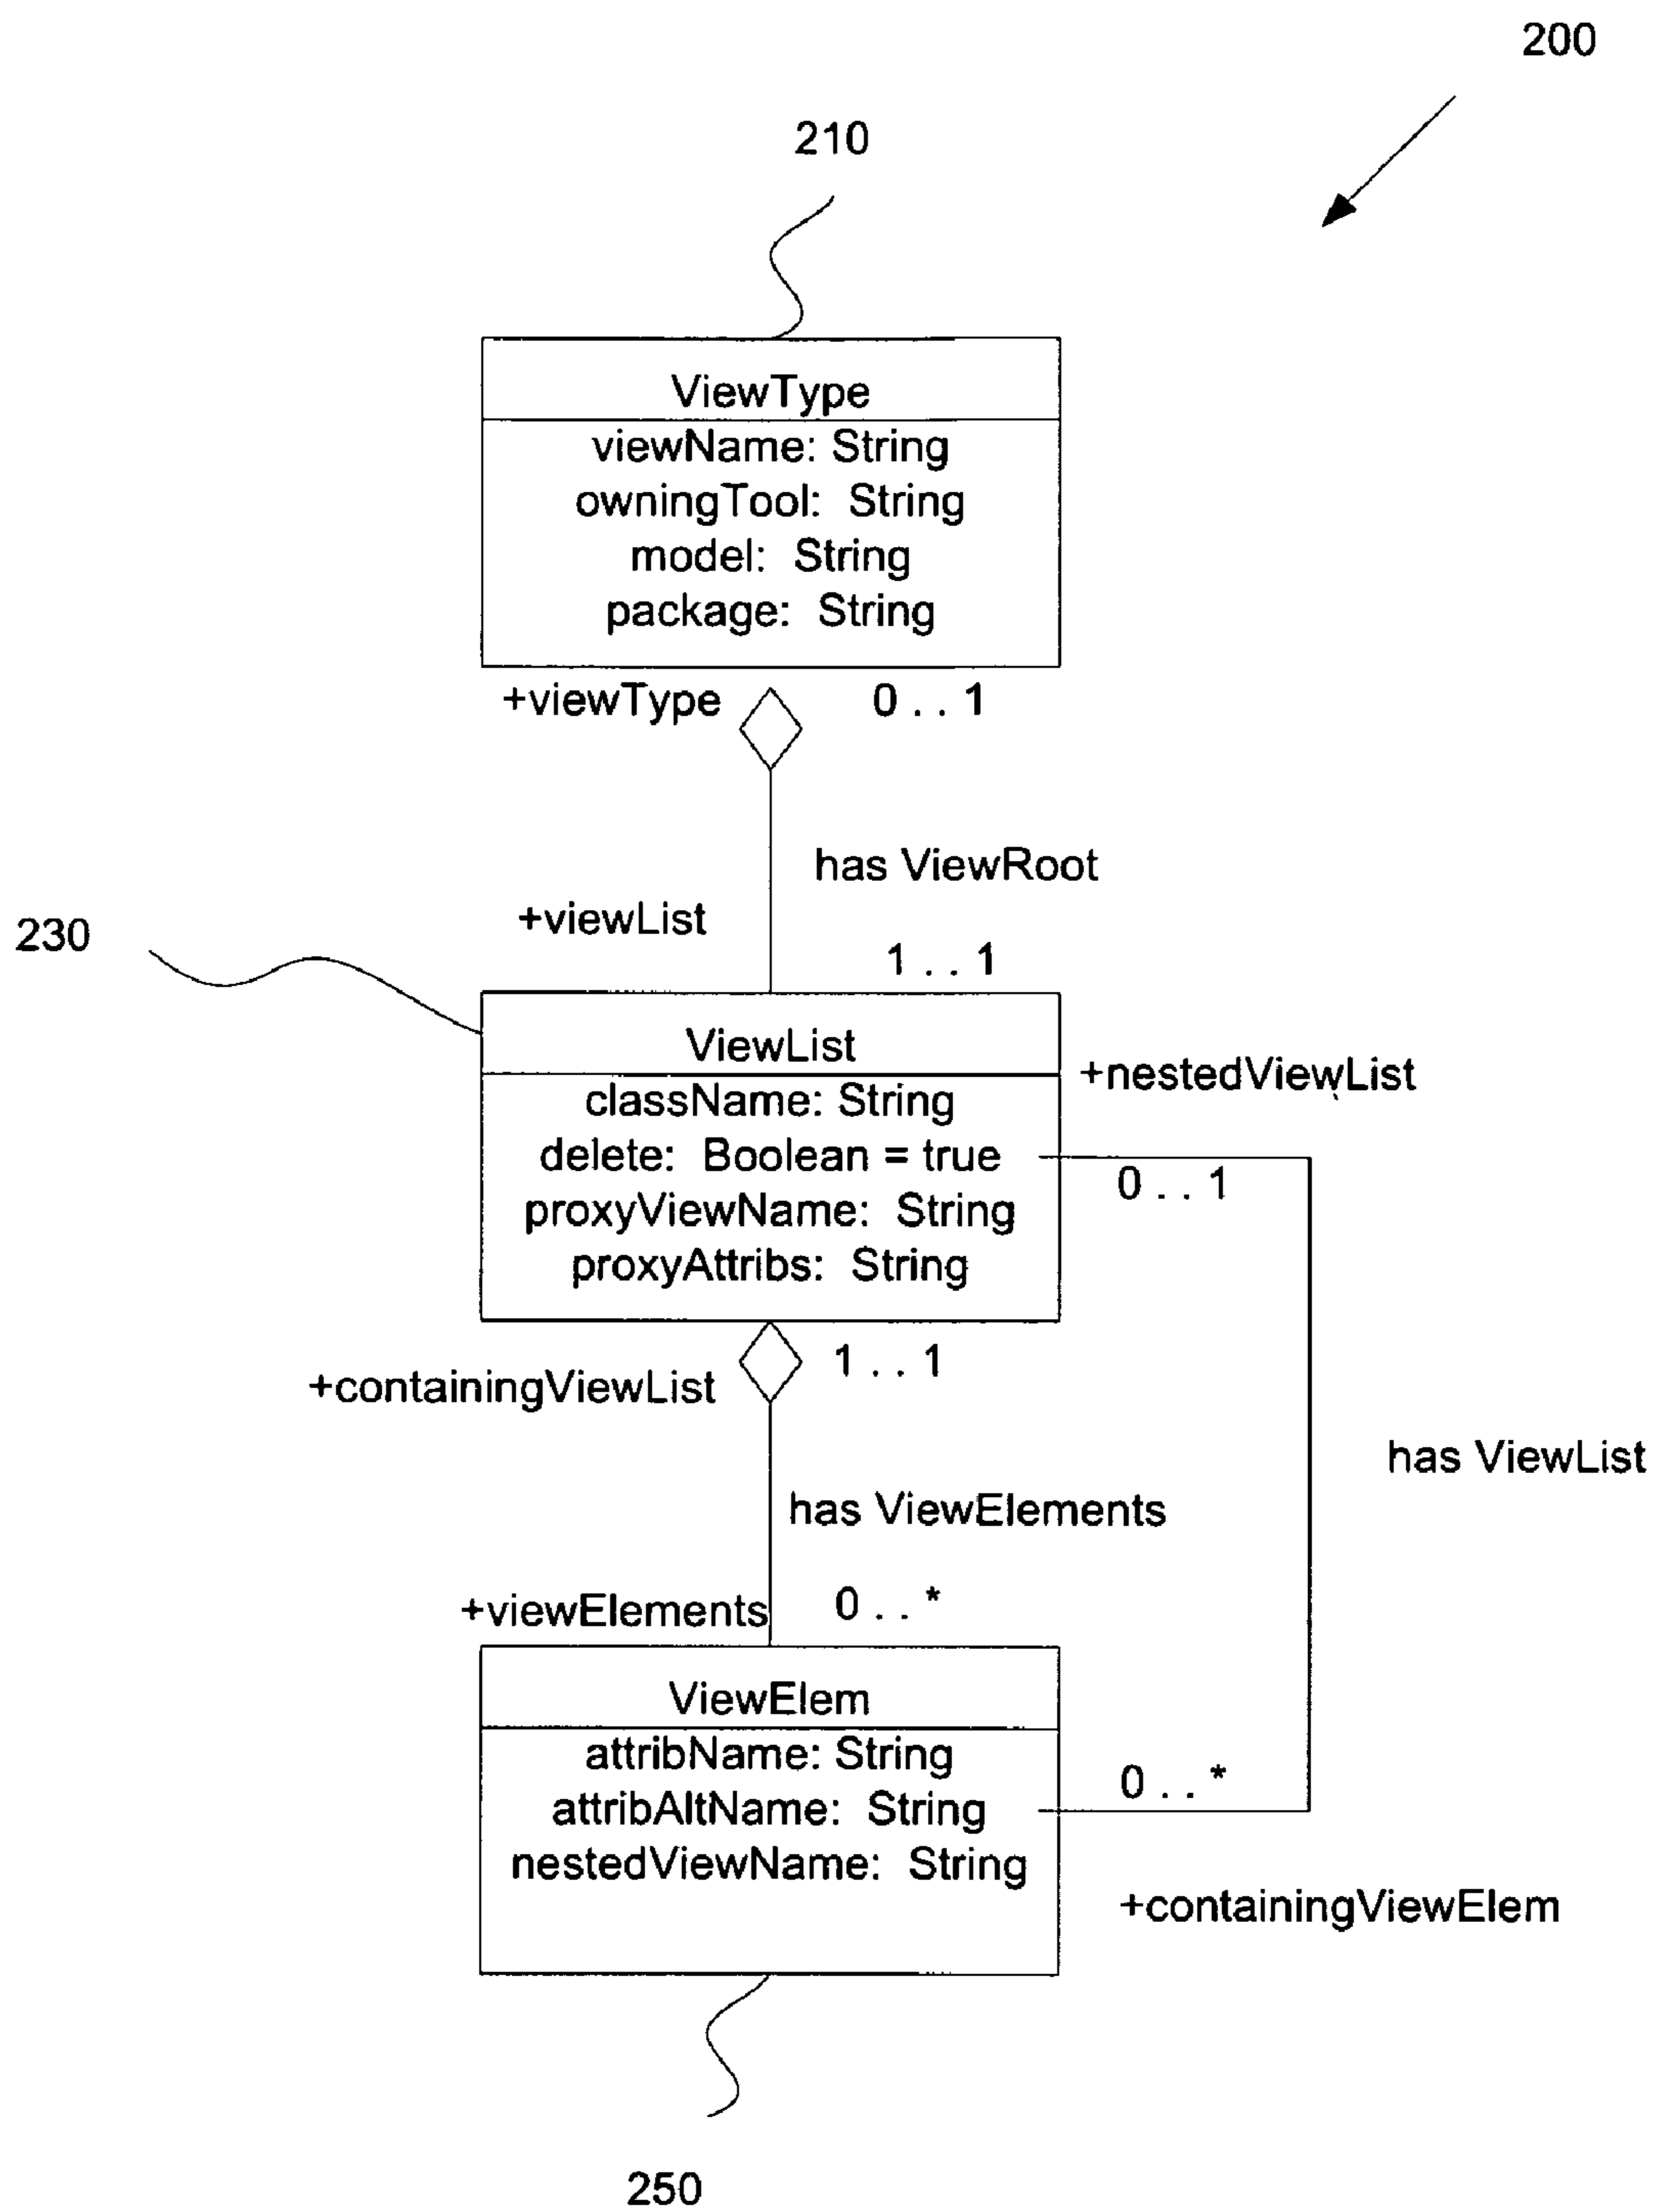 200
210
ViewType
viewName: String
owningTool: String
model: String
package: String
+viewType
0 . . 1
has ViewRoot
+viewList
230
1 . . 1
ViewList
+nestedViewList
className: String
delete: Boolean = true
0 . . 1
proxyViewName: String
proxyAttribs: String
1 . . 1
+containingViewList
has ViewList
has ViewElements
+viewElements
0 . . *
ViewElem
attribName: String
0 . . *
attribAltName: String
nestedViewName: String
+containingViewElem
250